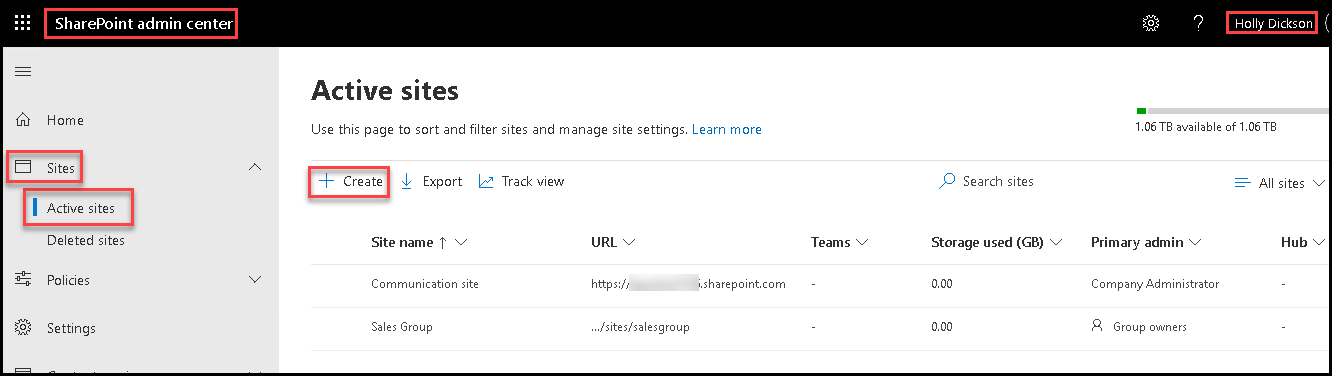 SharePoint admin center
? Holly Dickson
Home
Sites
Active sites
Deleted sites
Policies
Settings
Active sites
Use this page to sort and filter sites and manage site settings. Learn more
1.06 TB available of 1.06 TB
+ Create Export Track view Search sites All sites
Site name ↑ URL Teams Storage used (GB) Primary admin Hub
Communication site https:// .sharepoint.com - 0.00 Company Administrator -
Sales Group .../sites/salesgroup - 0.00 Group owners -